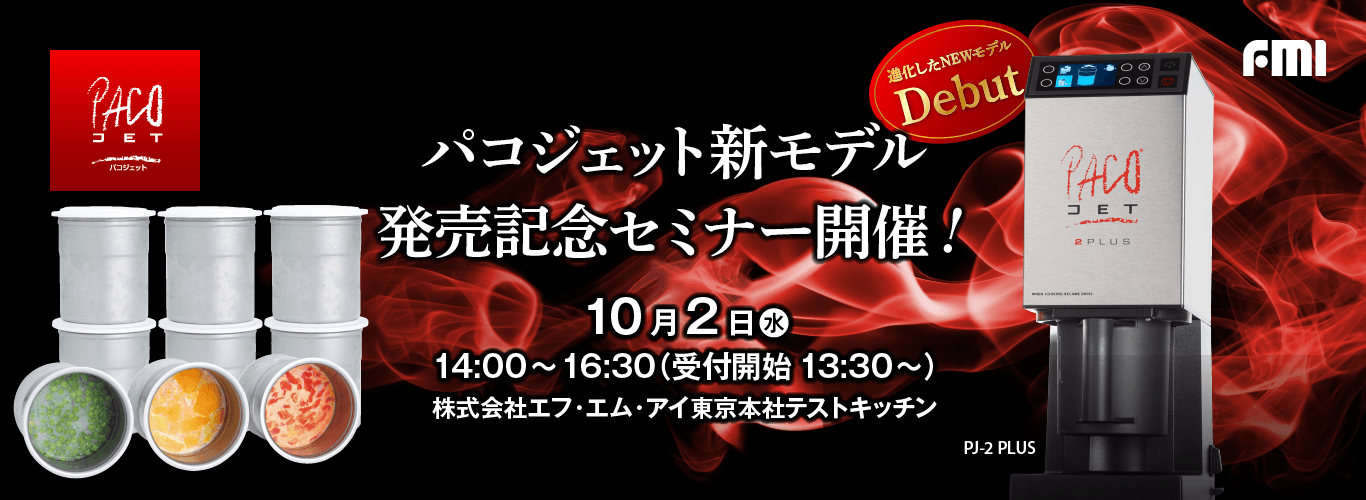 PACO
JET
パコジェット
進化したNEWモデル
Debut
FMI
パコジェット新モデル
発売記念セミナー開催！
10月2日㊌
14:00～16:30（受付開始 13:30～）
株式会社エフ・エム・アイ東京本社テストキッチン
PACO
JET
2 PLUS
WHEN COOKING BECAME SWISS.
PJ-2 PLUS